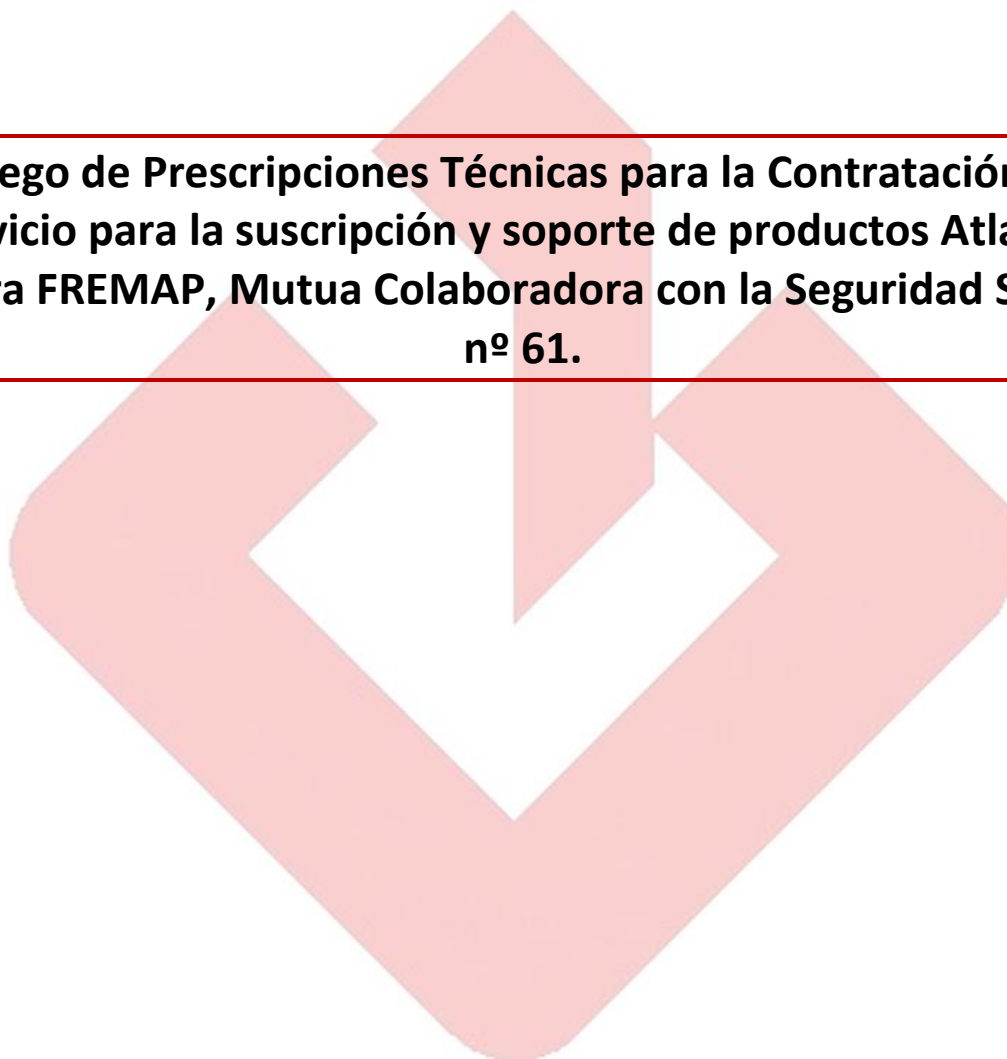 ego de Prescripciones Técnicas para la Contratación
vicio para la suscripción y soporte de productos Atla
ra FREMAP, Mutua Colaboradora con la Seguridad S
nº 61.